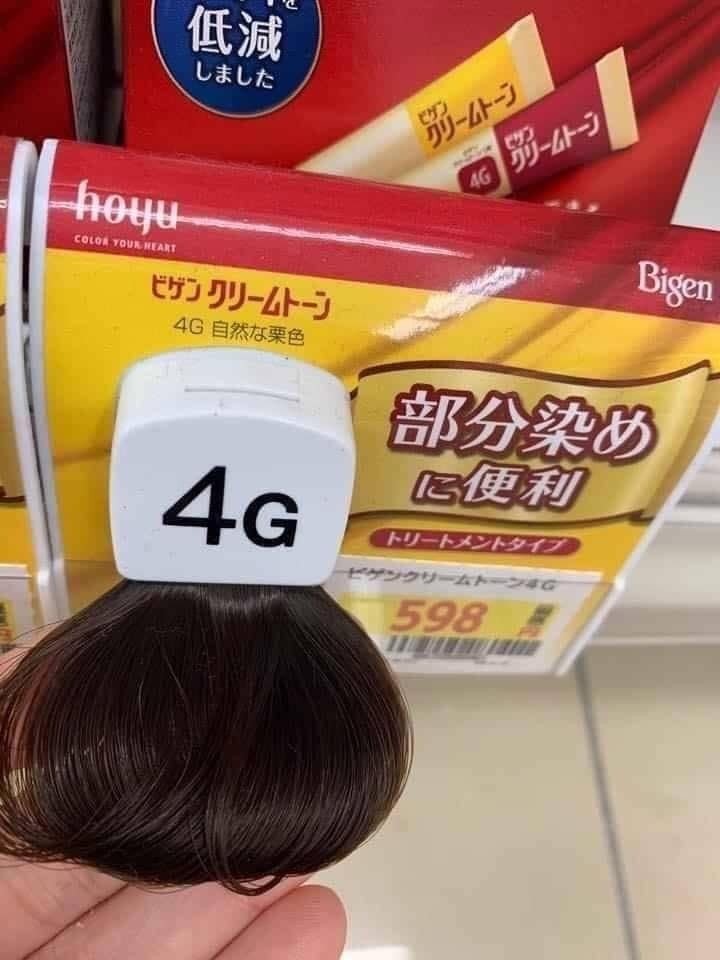 低減
しました
ビゲン
クリームトーン
ビゲン
クリームトーン
4G
hoyu
COLOR YOUR HEART
Bigen
ビゲン クリームトーン
4G 自然な栗色
部分染め
に便利
トリートメントタイプ
4G
ビゲンクリームトーン4G
598
円